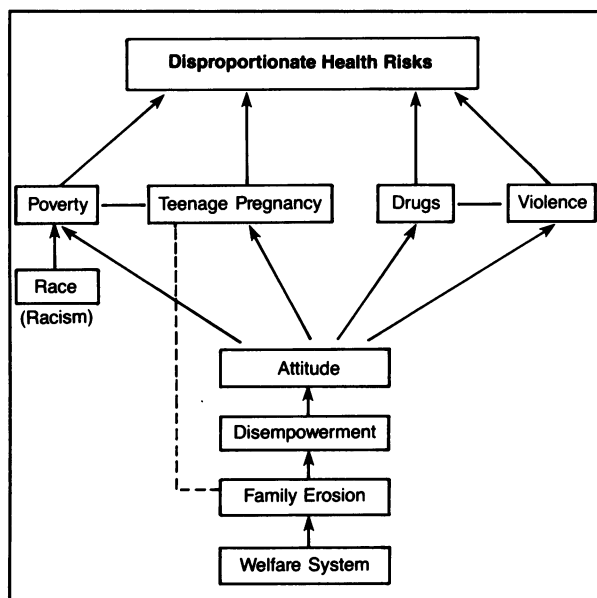 Disproportionate Health Risks
Poverty
Teenage Pregnancy
Drugs
Violence
Race
(Racism)
Attitude
Disempowerment
Family Erosion
Welfare System